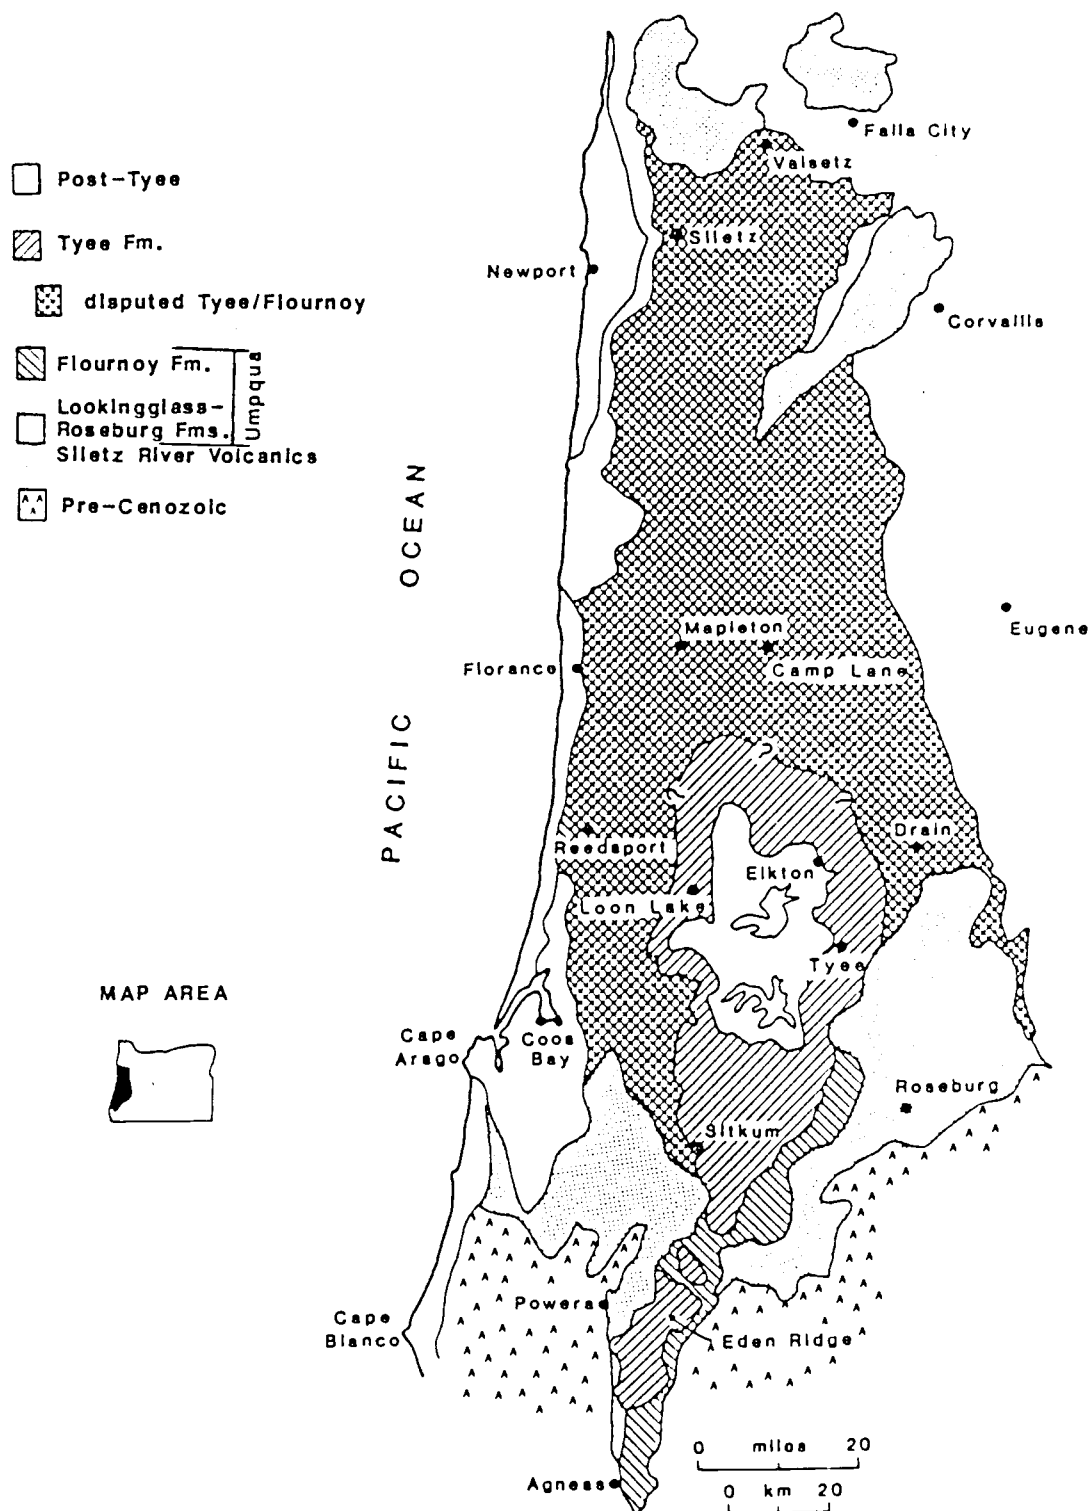 Falls City
Valsetz
Post-Tyee
Tyee Fm.
Siletz
Newport
disputed Tyee/Flournoy
Corvallis
Flournoy Fm.
Lookingglass-
Roseburg Fms.
Umpqua
Siletz River Volcanics
Pre-Cenozoic
PACIFIC OCEAN
Mapleton
Eugene
Florence
Camp Lane
Drain
Reedsport
Elkton
Loon Lake
Tyee
MAP AREA
Cape
Arago
Coos
Bay
Roseburg
Sitkum
Powers
Cape
Blanco
Eden Ridge
0 miles 20
Agness
0 km 20